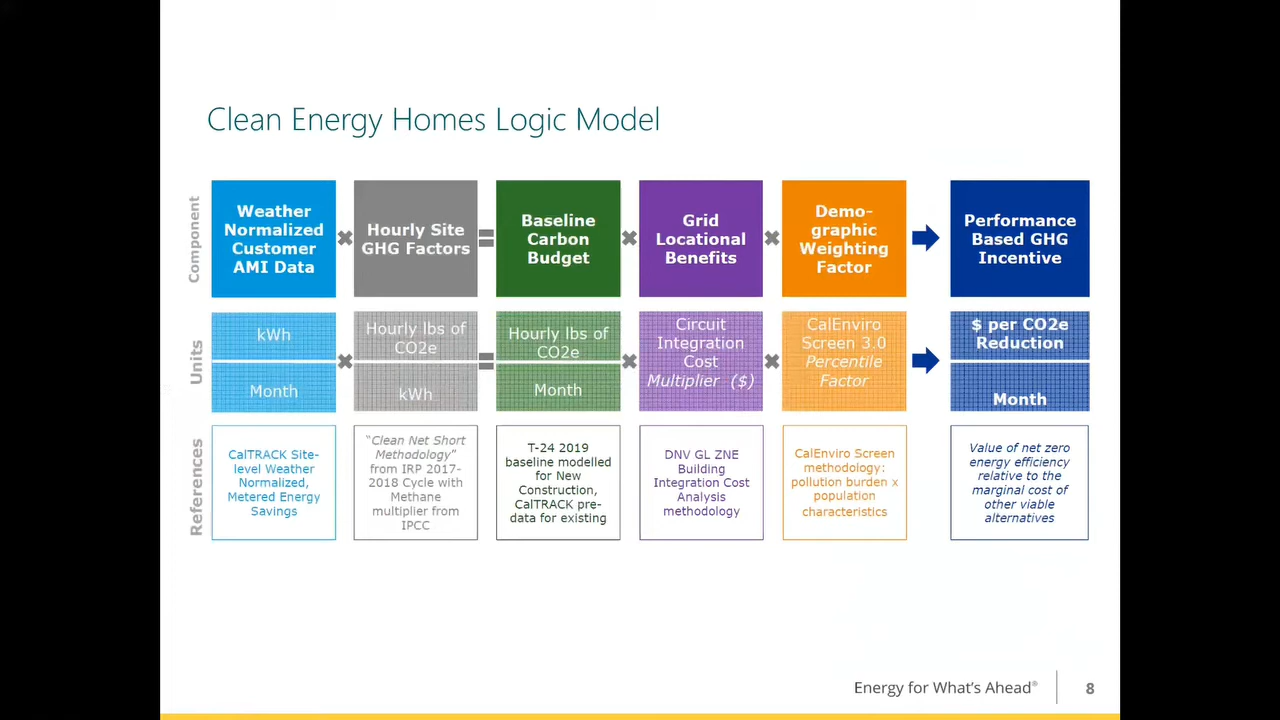 Clean Energy Homes Logic Model
Component
Weather
Normalized
Customer
AMI Data
Hourly Site
GHG Factors
Baseline
Carbon
Budget
Grid
Locational
Benefits
Demo-
graphic
Weighting
Factor
Performance
Based GHG
Incentive
Units
kWh
Month
Hourly lbs of
CO2e
kWh
Hourly lbs of
CO2e
Month
Circuit
Integration
Cost
Multiplier ($)
CalEnviro
Screen 3.0
Percentile
Factor
$ per CO2e
Reduction
Month
References
CalTRACK Site-
level Weather
Normalized,
Metered Energy
Savings
“Clean Net Short
Methodology”
from IRP 2017-
2018 Cycle with
Methane
multiplier from
IPCC
T-24 2019
baseline modelled
for New
Construction,
CalTRACK pre-
data for existing
DNV GL ZNE
Building
Integration Cost
Analysis
methodology
CalEnviro Screen
methodology:
pollution burden x
population
characteristics
Value of net zero
energy efficiency
relative to the
marginal cost of
other viable
alternatives
Energy for What’s Ahead®
8